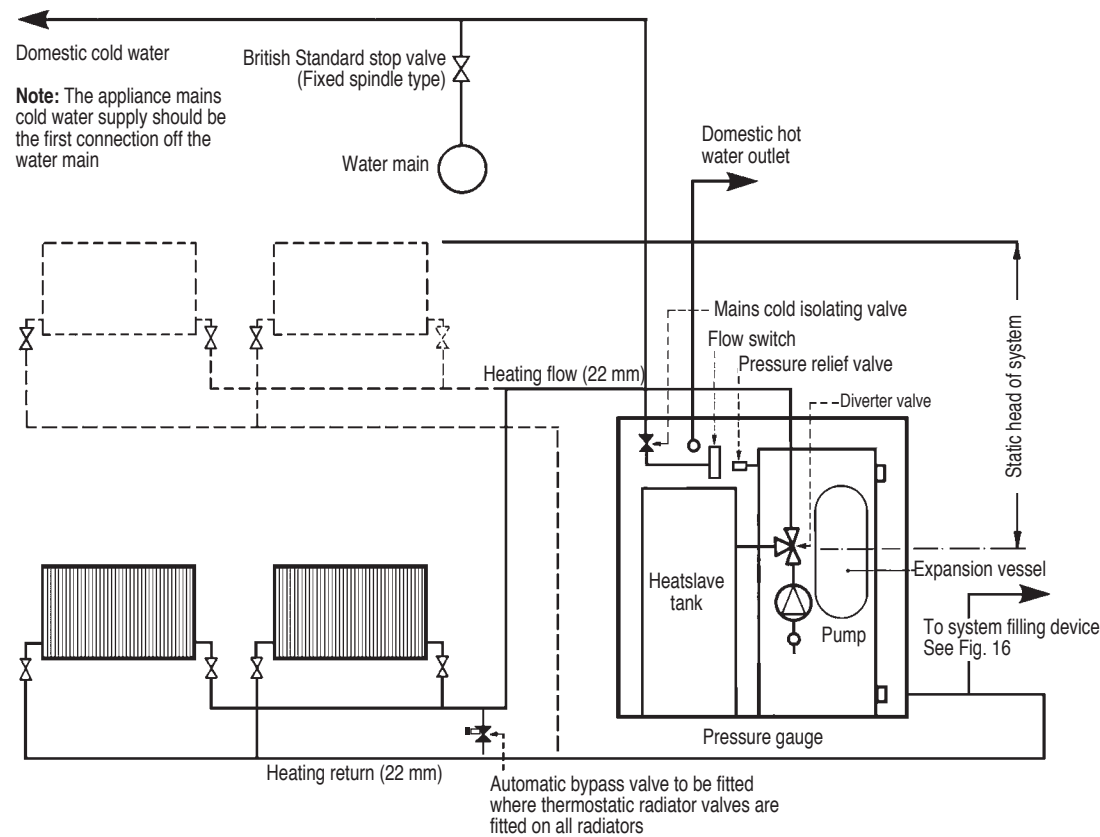 Domestic cold water
Note: The appliance mains
cold water supply should be
the first connection off the
water main
British Standard stop valve
(Fixed spindle type)
Water main
Domestic hot
water outlet
Mains cold isolating valve
Flow switch
Pressure relief valve
Diverter valve
Heating flow (22 mm)
Static head of system
Heatslave
tank
Expansion vessel
Pump
To system filling device
See Fig. 16
Pressure gauge
Heating return (22 mm)
Automatic bypass valve to be fitted
where thermostatic radiator valves are
fitted on all radiators